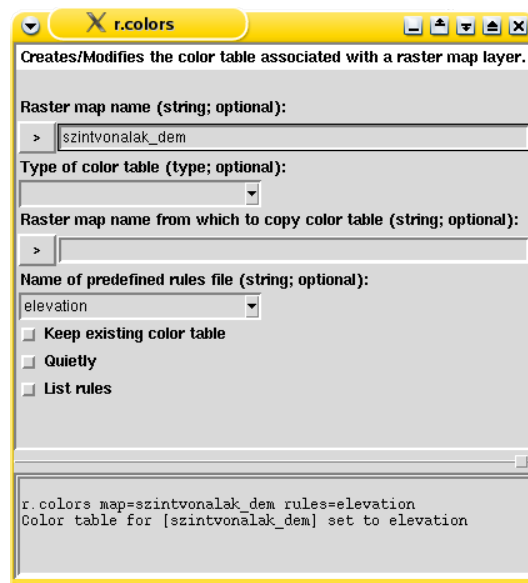 r.colors
Creates/Modifies the color table associated with a raster map layer.
Raster map name (string; optional):
> szintvonalak_dem
Type of color table (type; optional):
Raster map name from which to copy color table (string; optional):
>
Name of predefined rules file (string; optional):
elevation
Keep existing color table
Quietly
List rules
r.colors map=szintvonalak_dem rules=elevation
Color table for [szintvonalak_dem] set to elevation